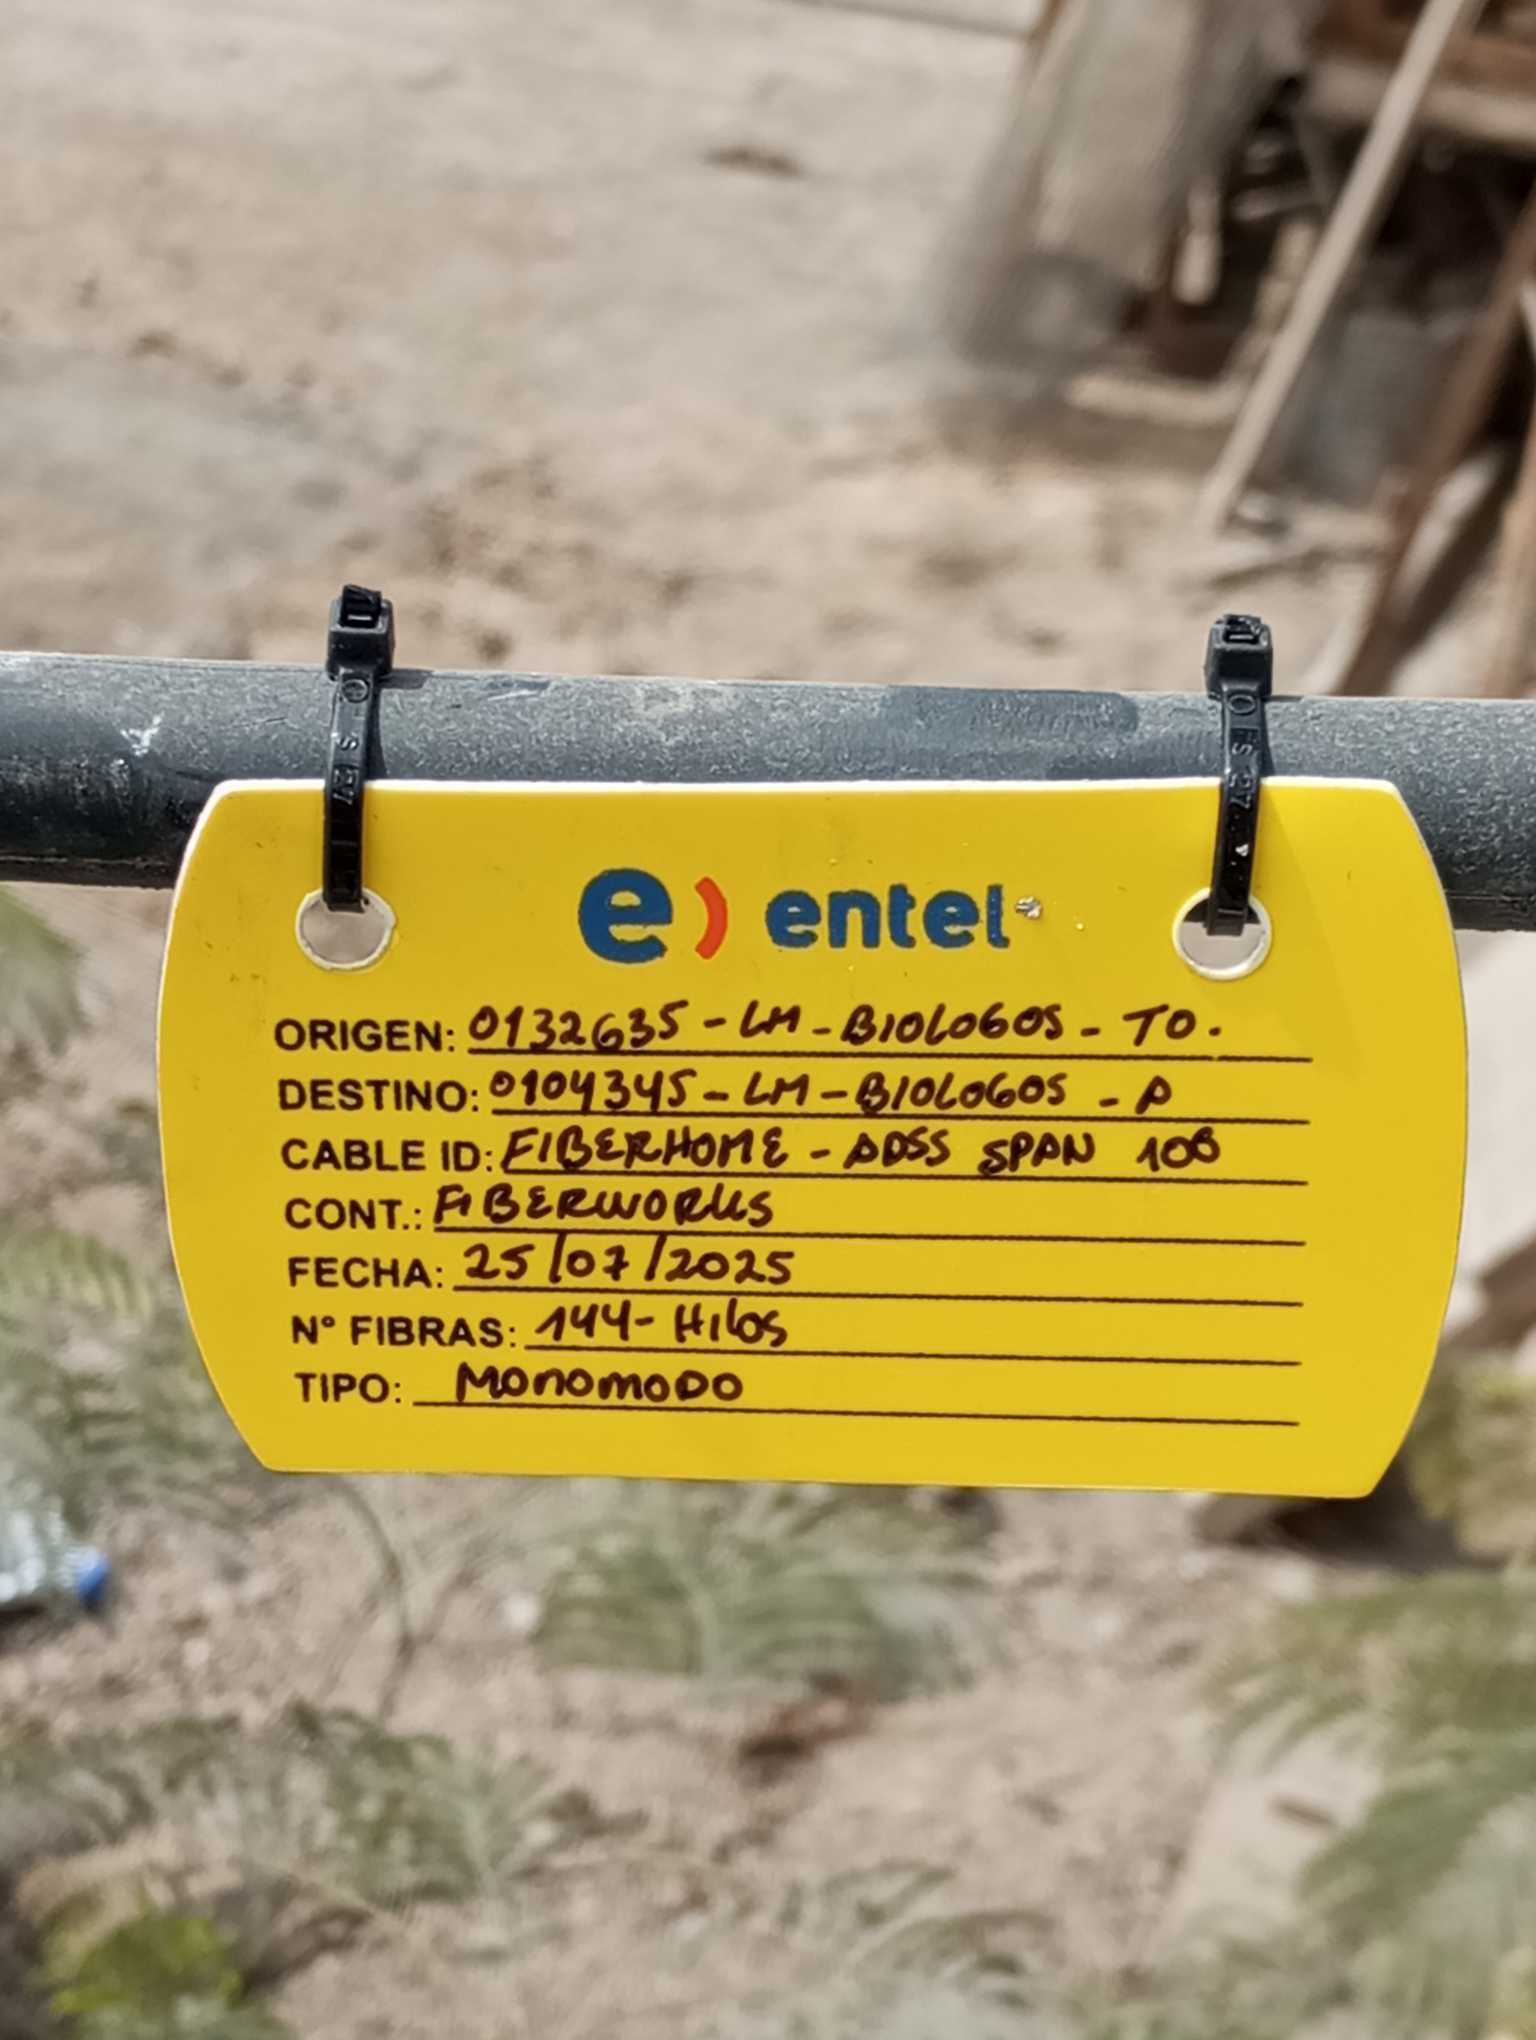 e) entel
ORIGEN: 0132635 - LM - BIOLOGOS - TO.
DESTINO: 0104345 - LM - BIOLOGOS - A
CABLE ID: FIBERHOME - ADSS SPAN 100
CONT.: FIBERWORKS
FECHA: 25/07/2025
N° FIBRAS: 144- Hilos
TIPO: MONOMODO